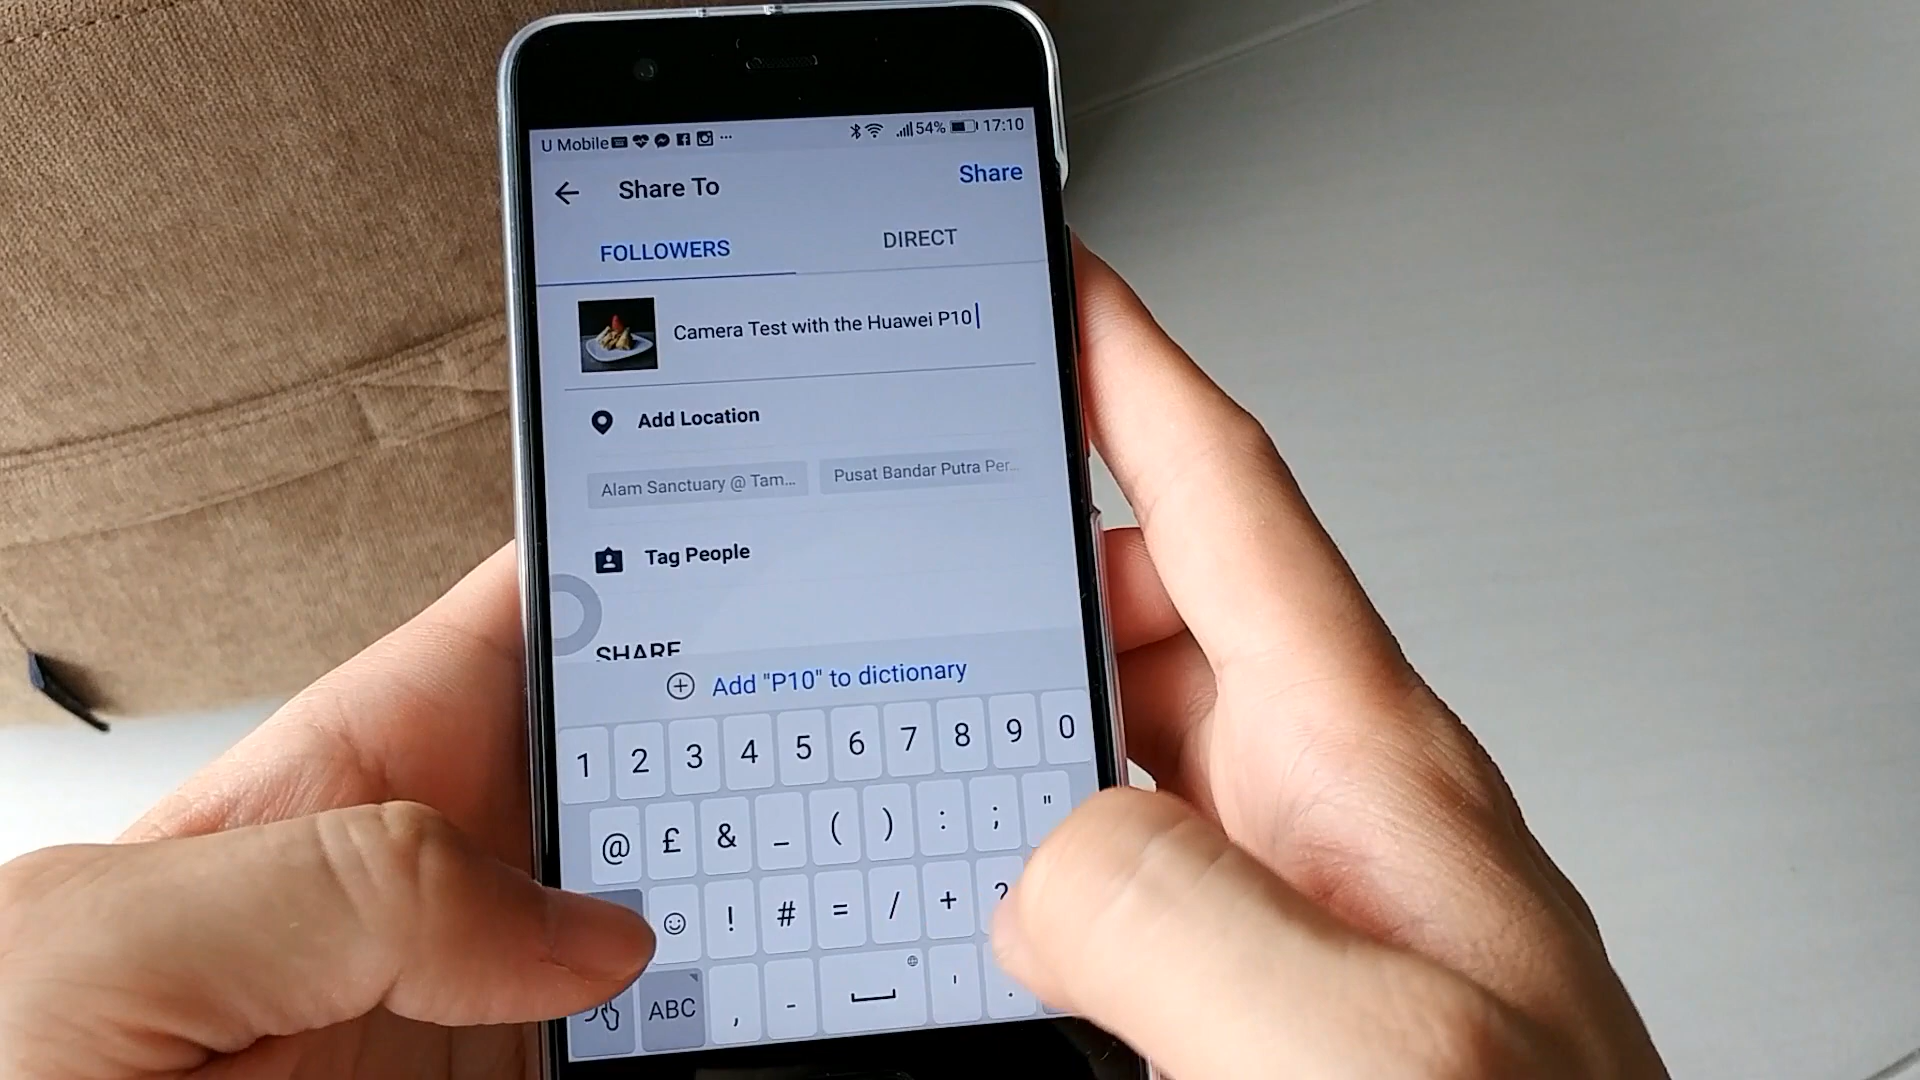 U Mobile ... 54% 17:10
Share To Share
FOLLOWERS DIRECT
Camera Test with the Huawei P10
Add Location
Alam Sanctuary @ Tam... Pusat Bandar Putra Per...
Tag People
SHARE
Add "P10" to dictionary
1 2 3 4 5 6 7 8 9 0
@ £ & _ ( ) : ; "
! # = / + ?
ABC , - ' .